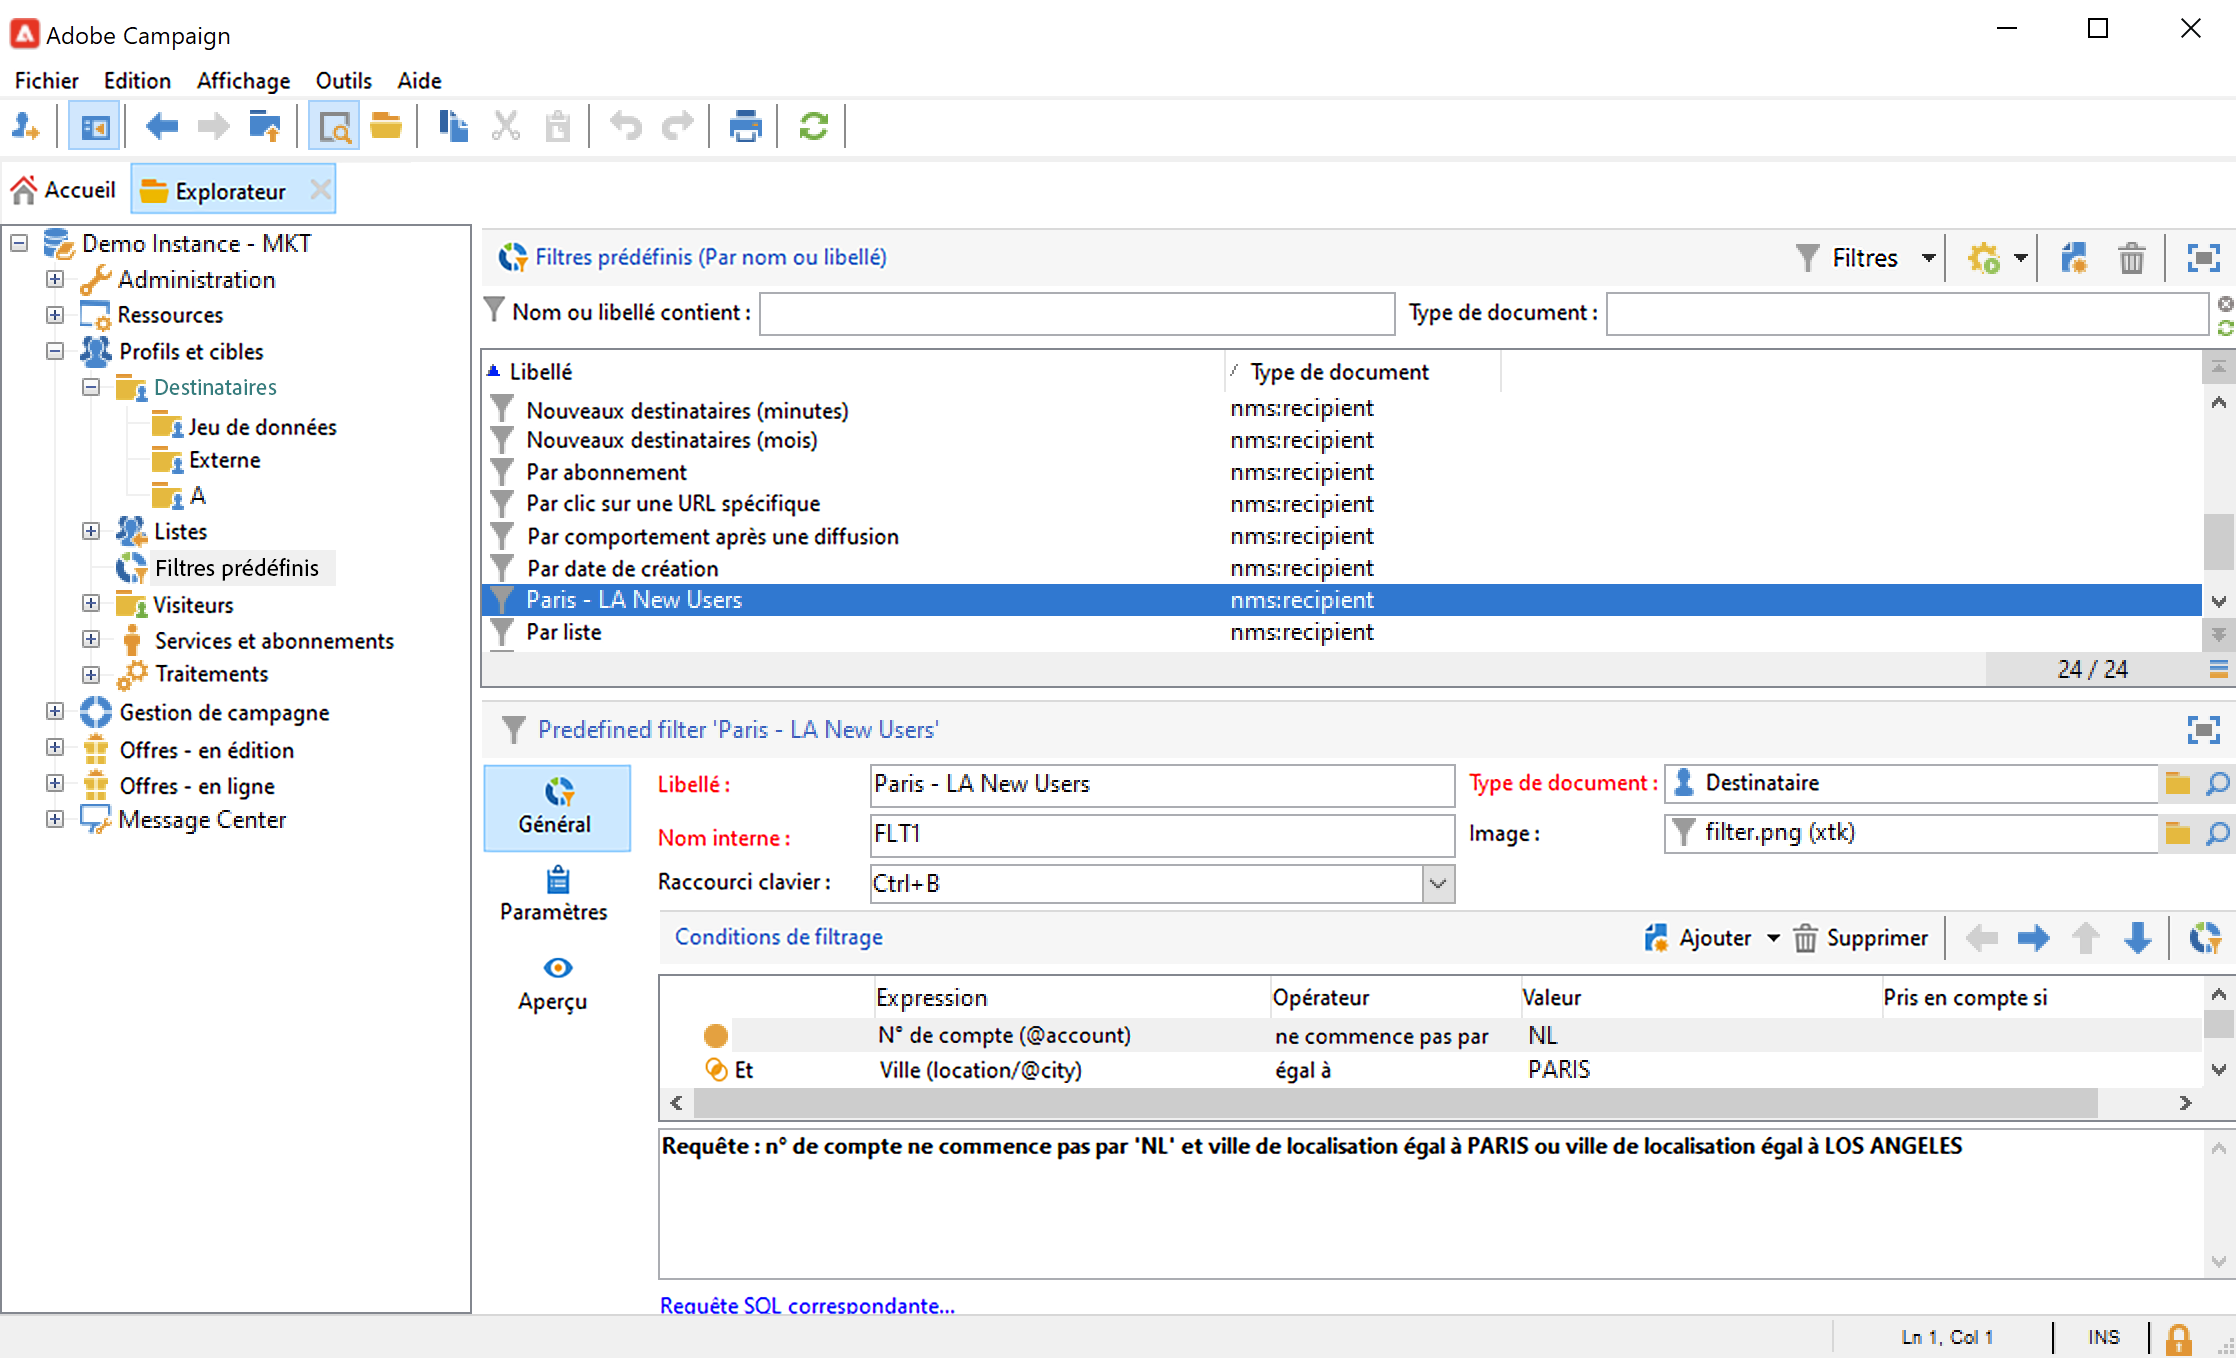 Adobe Campaign
Fichier Edition Affichage Outils Aide
Accueil Explorateur
Demo Instance - MKT
Administration
Ressources
Profils et cibles
Destinataires
Jeu de données
Externe
A
Listes
Filtres prédéfinis
Visiteurs
Services et abonnements
Traitements
Gestion de campagne
Offres - en édition
Offres - en ligne
Message Center
Filtres prédéfinis (Par nom ou libellé) Filtres
Nom ou libellé contient : Type de document :
Libellé Type de document
Nouveaux destinataires (minutes) nms:recipient
Nouveaux destinataires (mois) nms:recipient
Par abonnement nms:recipient
Par clic sur une URL spécifique nms:recipient
Par comportement après une diffusion nms:recipient
Par date de création nms:recipient
Paris - LA New Users nms:recipient
Par liste nms:recipient
24 / 24
Predefined filter 'Paris - LA New Users'
Général
Paramètres
Aperçu
Libellé : Paris - LA New Users Type de document : Destinataire
Nom interne : FLT1 Image : filter.png (xtk)
Raccourci clavier : Ctrl+B
Conditions de filtrage Ajouter Supprimer
Expression Opérateur Valeur Pris en compte si
N° de compte (@account) ne commence pas par NL
Et Ville (location/@city) égal à PARIS
Requête : n° de compte ne commence pas par 'NL' et ville de localisation égal à PARIS ou ville de localisation égal à LOS ANGELES
Requête SQL correspondante...
Ln 1, Col 1 INS